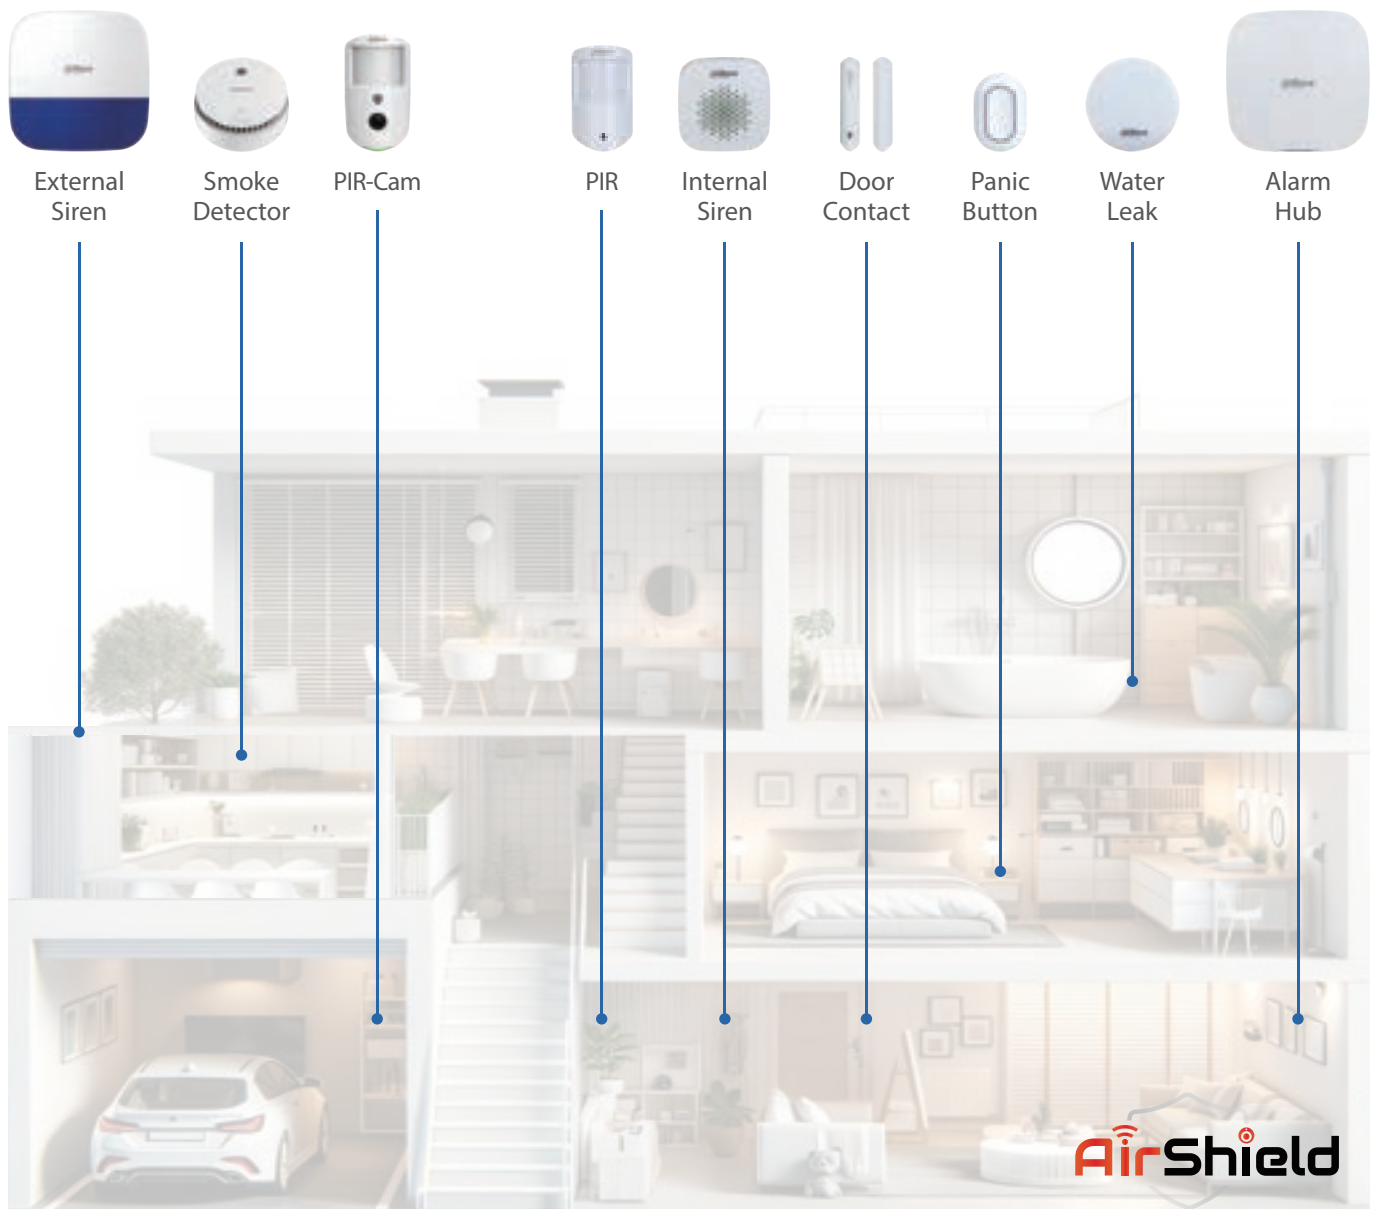 External
Siren
Smoke
Detector
PIR-Cam
PIR
Internal
Siren
Door
Contact
Panic
Button
Water
Leak
Alarm
Hub
AirShield